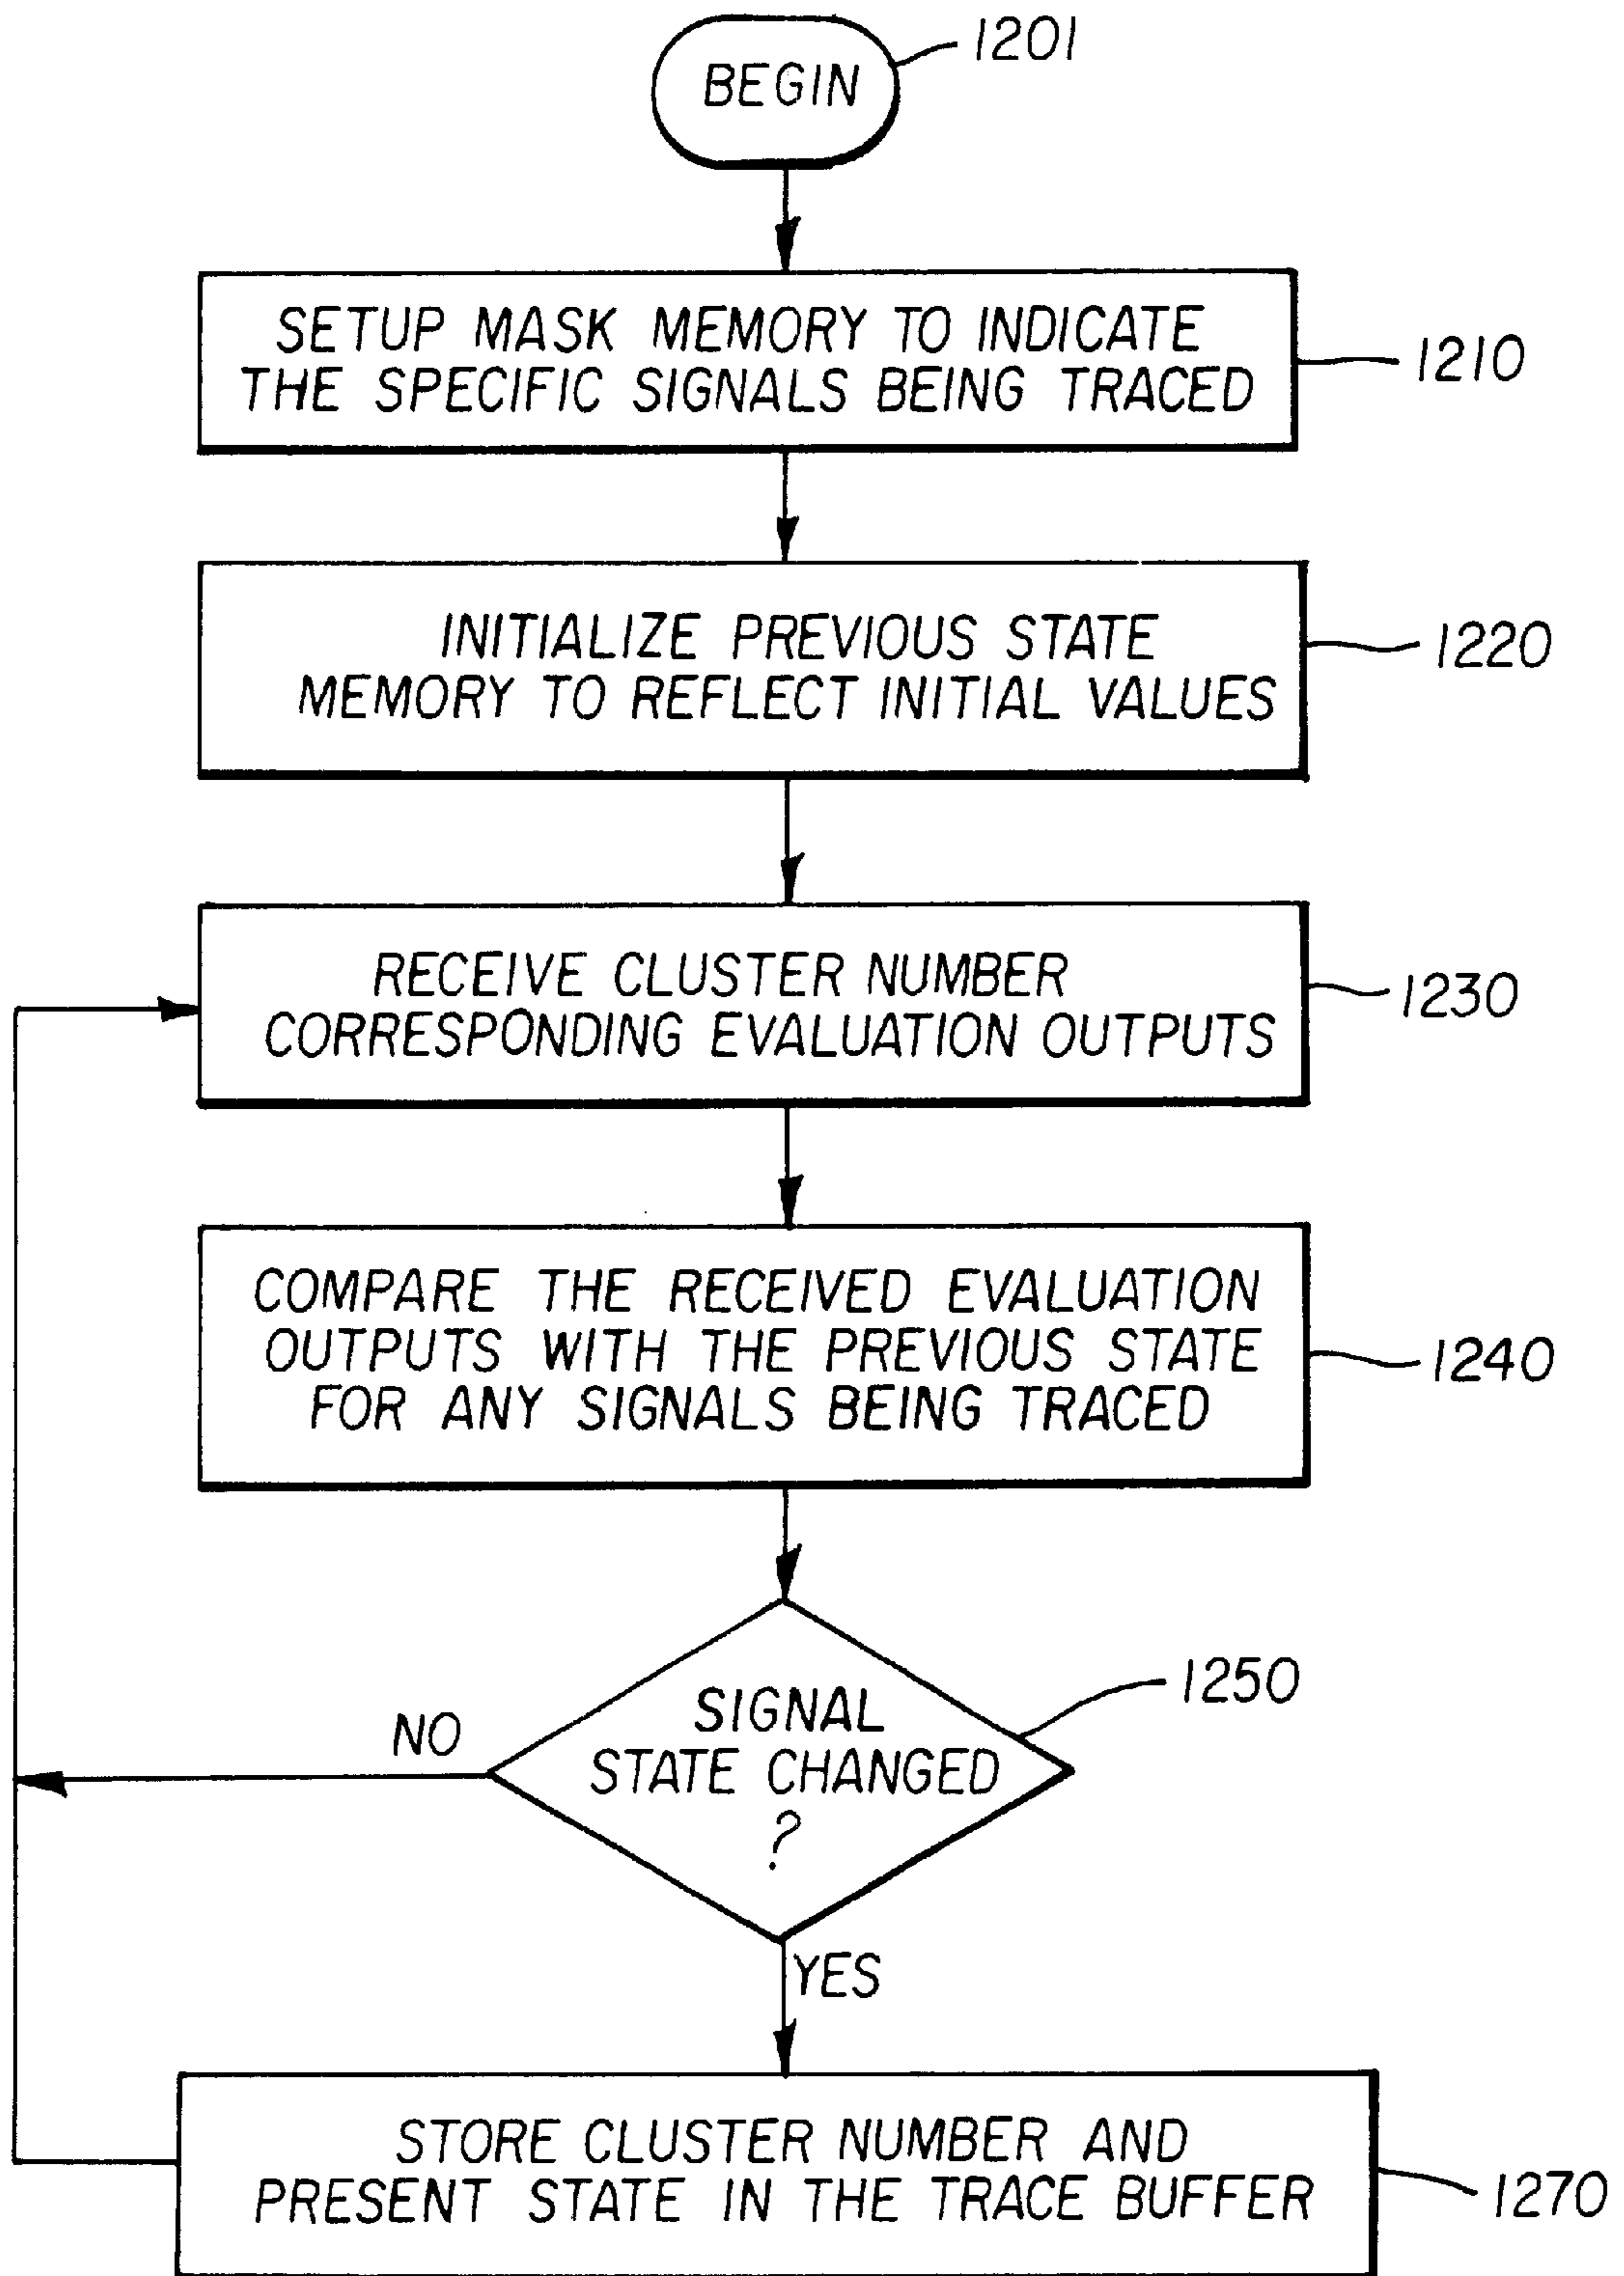 BEGIN
1201
SETUP MASK MEMORY TO INDICATE
THE SPECIFIC SIGNALS BEING TRACED
1210
INITIALIZE PREVIOUS STATE
MEMORY TO REFLECT INITIAL VALUES
1220
RECEIVE CLUSTER NUMBER
CORRESPONDING EVALUATION OUTPUTS
1230
COMPARE THE RECEIVED EVALUATION
OUTPUTS WITH THE PREVIOUS STATE
FOR ANY SIGNALS BEING TRACED
1240
SIGNAL
STATE CHANGED
?
1250
NO
YES
STORE CLUSTER NUMBER AND
PRESENT STATE IN THE TRACE BUFFER
1270